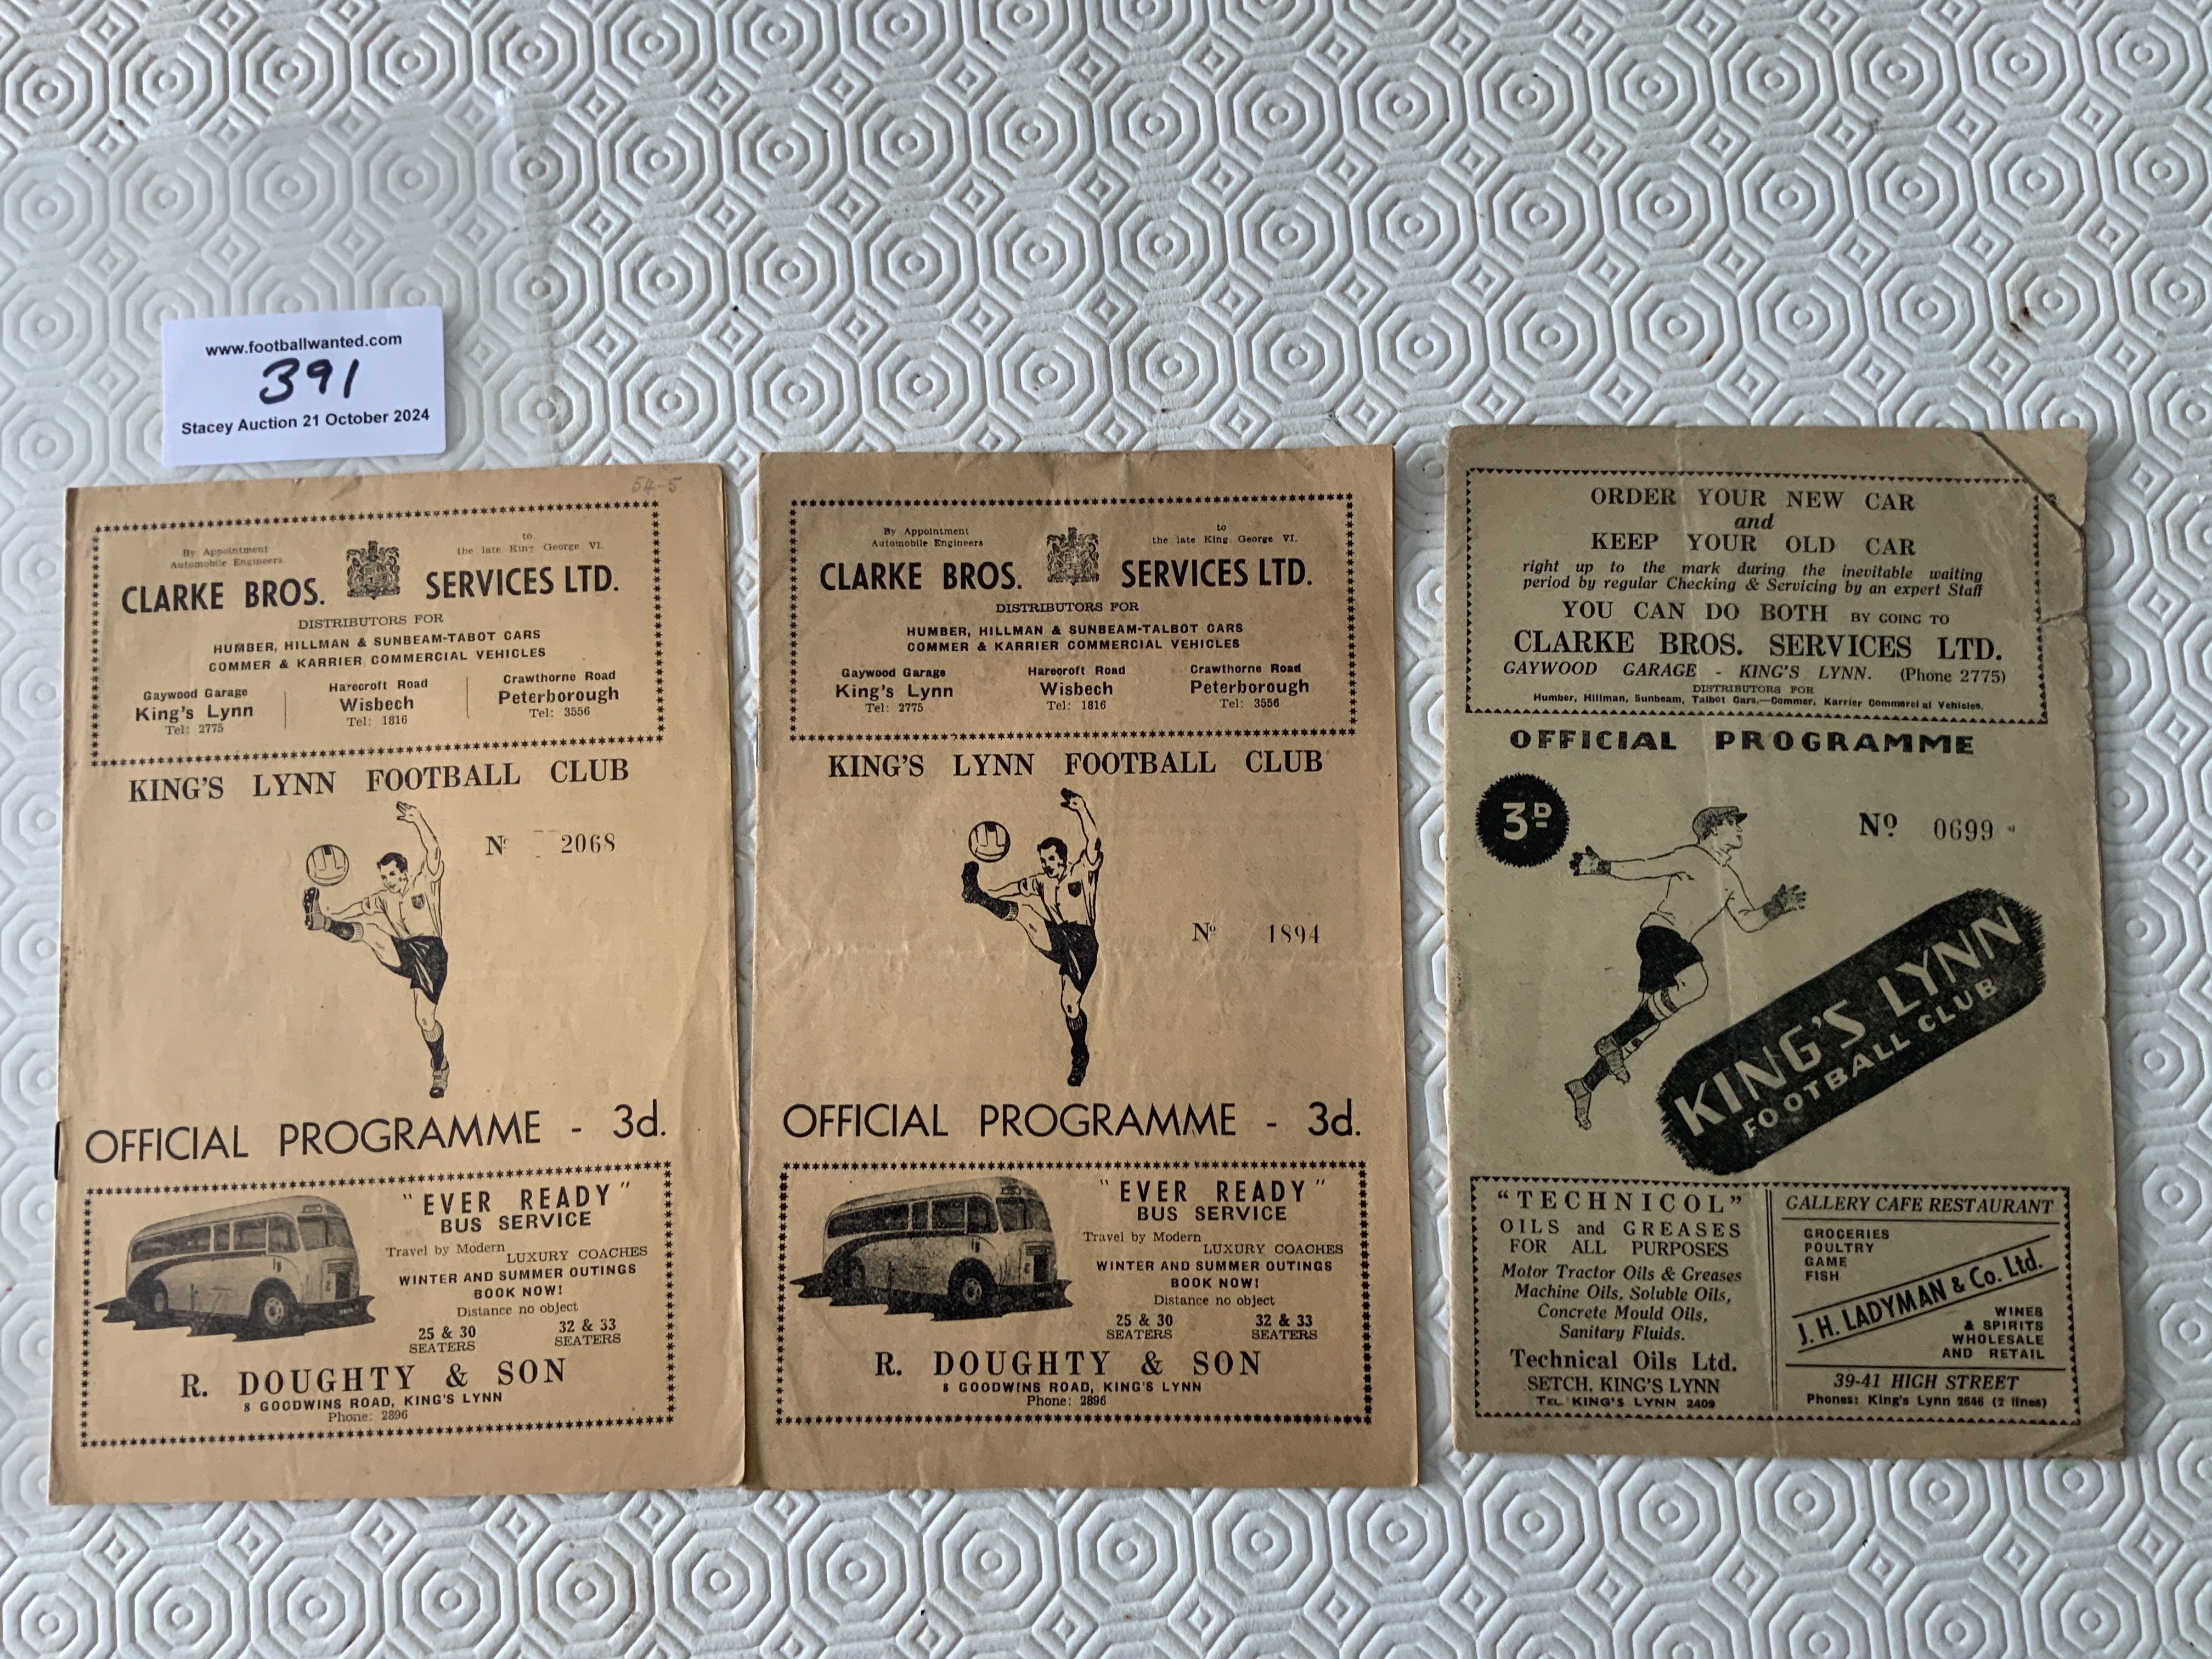 www.footballwanted.com
391
Stacey Auction 21 October 2024
54-5
By Appointment
Automobile Engineers
to
the late King George VI.
CLARKE BROS. SERVICES LTD.
DISTRIBUTORS FOR
HUMBER, HILLMAN & SUNBEAM-TABOT CARS
COMMER & KARRIER COMMERCIAL VEHICLES
Gaywood Garage
King's Lynn
Tel: 2775
Harecroft Road
Wisbech
Tel: 1816
Crawthorne Road
Peterborough
Tel: 3556
KING'S LYNN FOOTBALL CLUB
Nº 2068
OFFICIAL PROGRAMME - 3d.
"EVER READY"
BUS SERVICE
Travel by Modern LUXURY COACHES
WINTER AND SUMMER OUTINGS
BOOK NOW!
Distance no object
25 & 30 32 & 33
SEATERS SEATERS
R. DOUGHTY & SON
8 GOODWINS ROAD, KING'S LYNN
Phone: 2896
By Appointment
Automobile Engineers
to
the late King George VI.
CLARKE BROS. SERVICES LTD.
DISTRIBUTORS FOR
HUMBER, HILLMAN & SUNBEAM-TALBOT CARS
COMMER & KARRIER COMMERCIAL VEHICLES
Gaywood Garage
King's Lynn
Tel: 2775
Harecroft Road
Wisbech
Tel: 1816
Crawthorne Road
Peterborough
Tel: 3556
KING'S LYNN FOOTBALL CLUB
Nº 1894
OFFICIAL PROGRAMME - 3d.
"EVER READY"
BUS SERVICE
Travel by Modern LUXURY COACHES
WINTER AND SUMMER OUTINGS
BOOK NOW!
Distance no object
25 & 30 32 & 33
SEATERS SEATERS
R. DOUGHTY & SON
8 GOODWINS ROAD, KING'S LYNN
Phone: 2896
ORDER YOUR NEW CAR
and
KEEP YOUR OLD CAR
right up to the mark during the inevitable waiting
period by regular Checking & Servicing by an expert Staff
YOU CAN DO BOTH BY GOING TO
CLARKE BROS. SERVICES LTD.
GAYWOOD GARAGE - KING'S LYNN. (Phone 2775)
DISTRIBUTORS FOR
Humber, Hillman, Sunbeam, Talbot Cars,—Commer, Karrier Commercial Vehicles.
OFFICIAL PROGRAMME
3D
Nº 0699
KING'S LYNN
FOOTBALL CLUB
"TECHNICOL"
OILS and GREASES
FOR ALL PURPOSES
Motor Tractor Oils & Greases
Machine Oils, Soluble Oils,
Concrete Mould Oils,
Sanitary Fluids.
Technical Oils Ltd.
SETCH, KING'S LYNN
TEL. KING'S LYNN 2409
GALLERY CAFE RESTAURANT
GROCERIES
POULTRY
GAME
FISH
J. H. LADYMAN & Co. Ltd.
WINES
& SPIRITS
WHOLESALE
AND RETAIL
39-41 HIGH STREET
Phones: King's Lynn 2646 (2 lines)